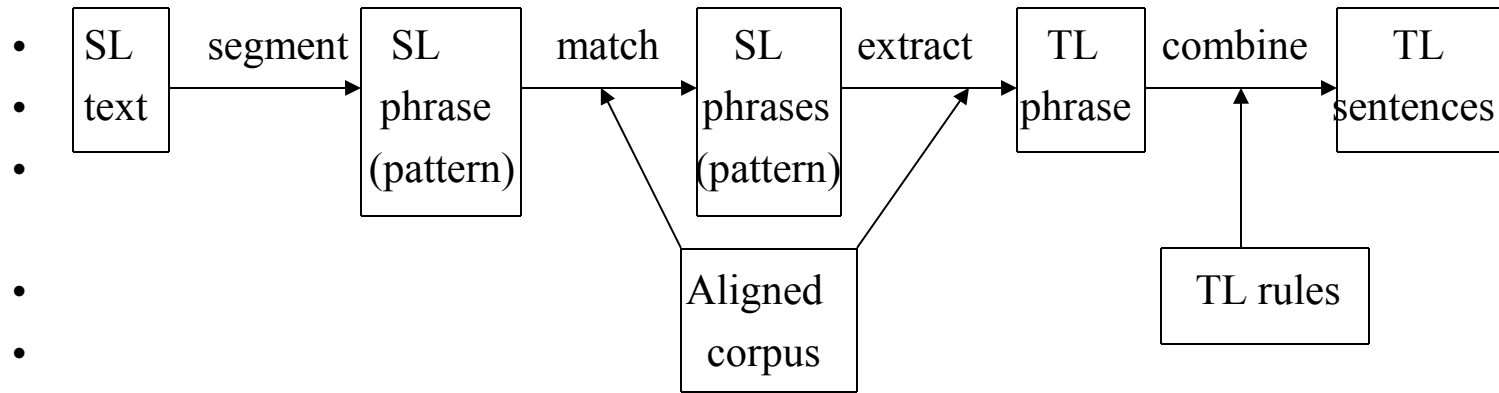 • SL segment SL match SL extract TL combine TL
• text phrase phrases phrase sentences
• (pattern) (pattern)
• Aligned TL rules
• corpus